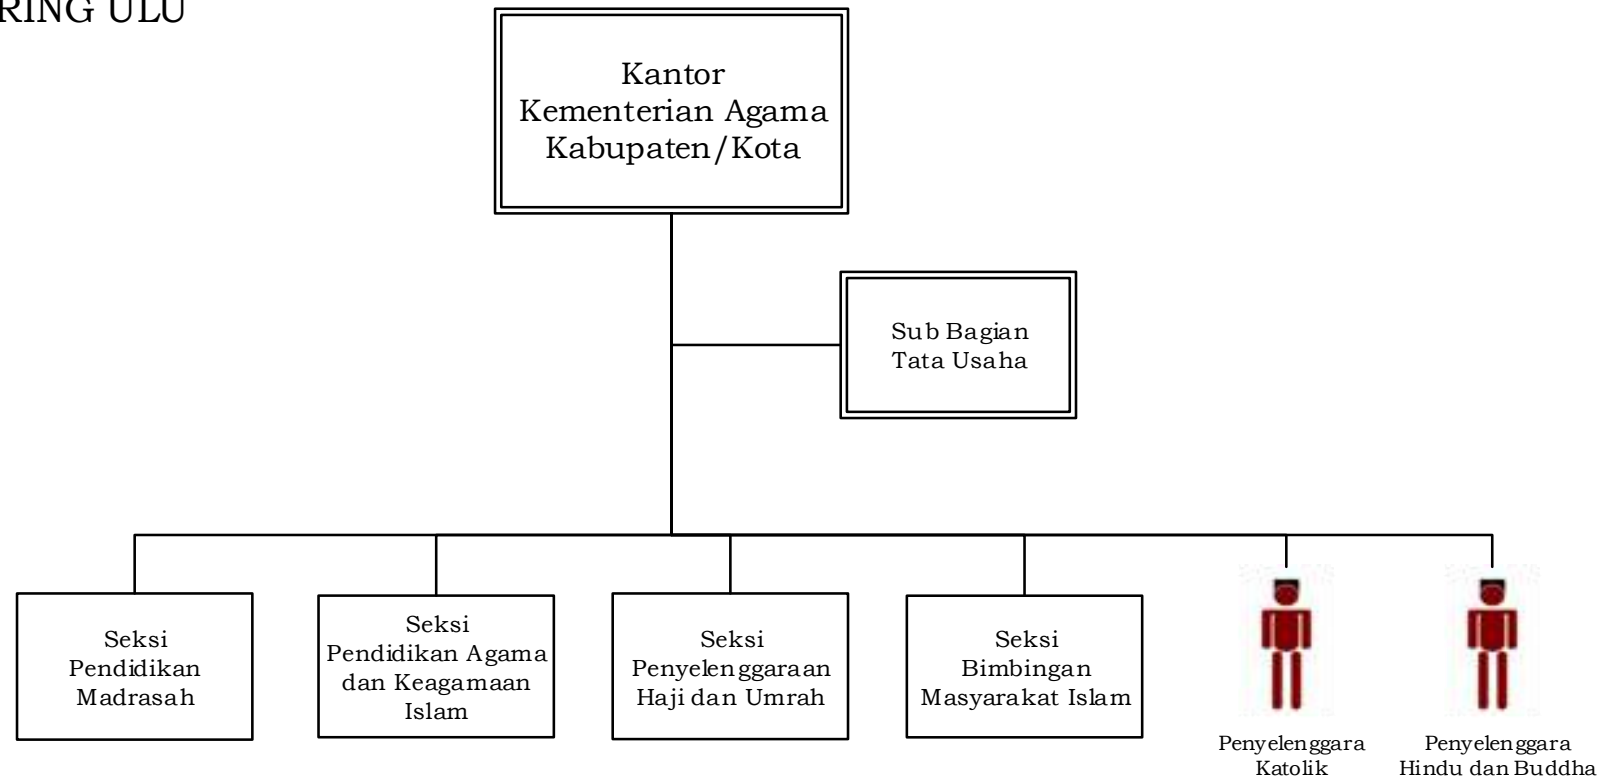 RING ULU
Kantor
Kementerian Agama
Kabupaten/Kota
Sub Bagian
Tata Usaha
Seksi
Pendidikan
Madrasah
Seksi
Pendidikan Agama
dan Keagamaan
Islam
Seksi
Penyelenggaraan
Haji dan Umrah
Seksi
Bimbingan
Masyarakat Islam
Penyelenggara
Katolik
Penyelenggara
Hindu dan Buddha